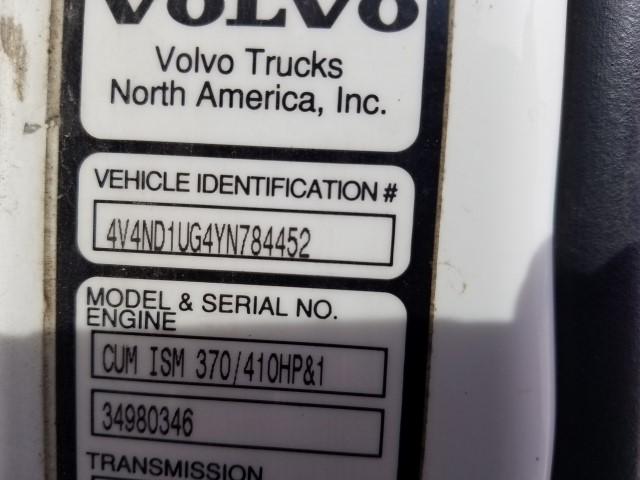 VOLVO
Volvo Trucks
North America, Inc.
VEHICLE IDENTIFICATION #
4V4ND1UG4YN784452
MODEL & SERIAL NO.
ENGINE
CUM ISM 370/410HP&1
34980346
TRANSMISSION